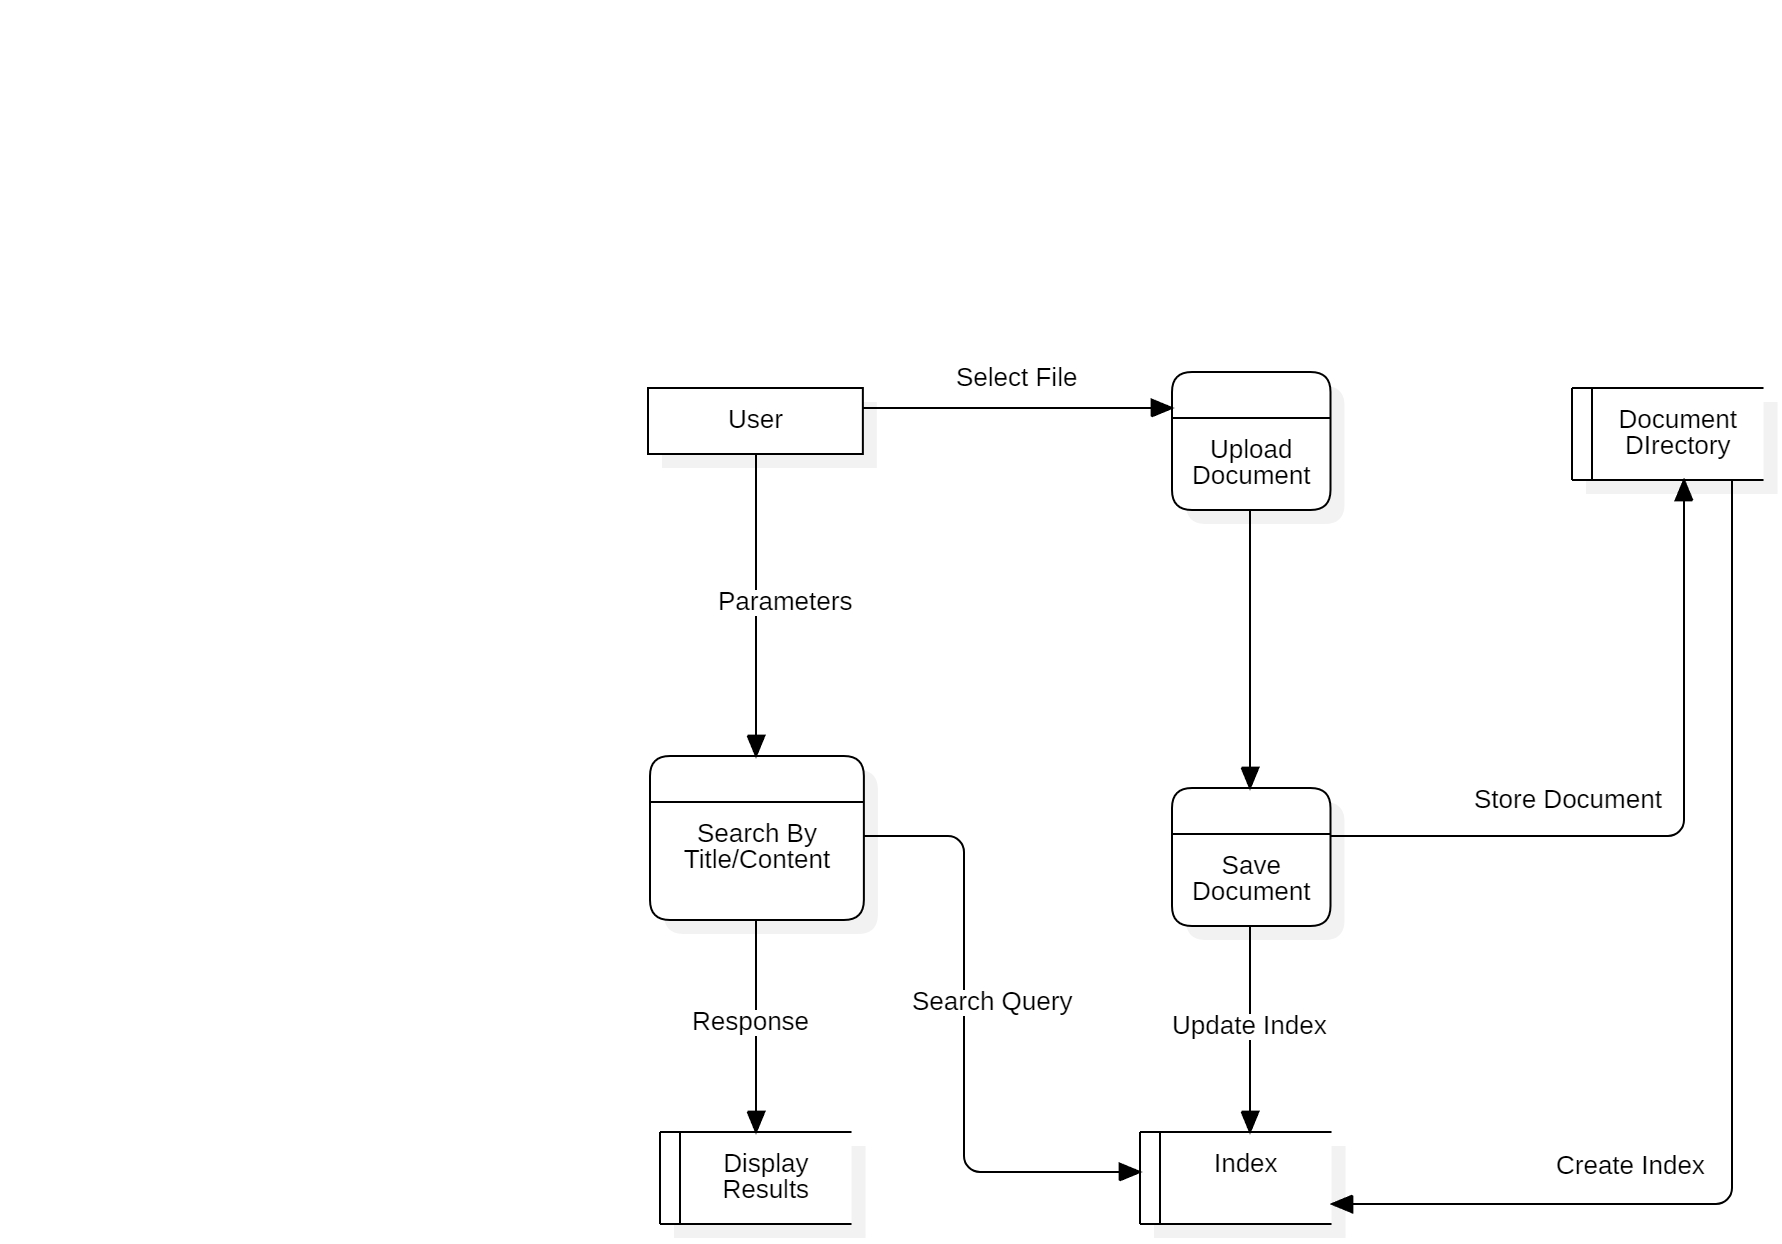 Select File
User
Upload
Document
Document
DIrectory
Parameters
Store Document
Search By
Title/Content
Save
Document
Search Query
Response
Update Index
Display
Results
Index
Create Index